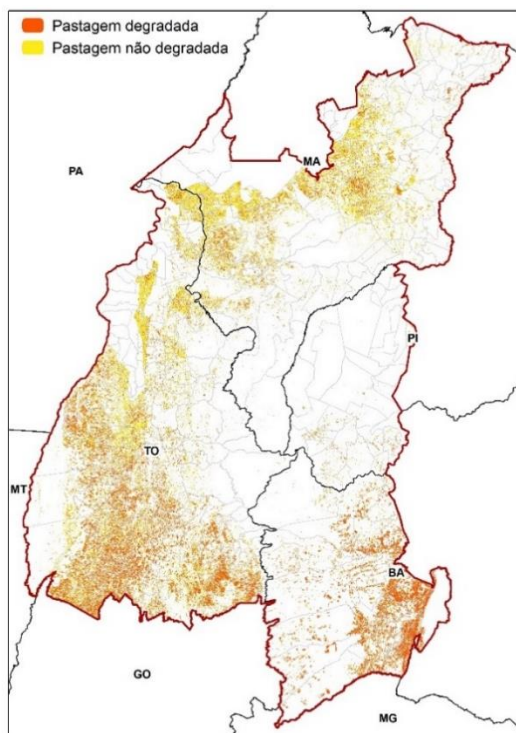 Pastagem degradada
Pastagem não degradada
PA
MA
PI
TO
MT
BA
GO
MG